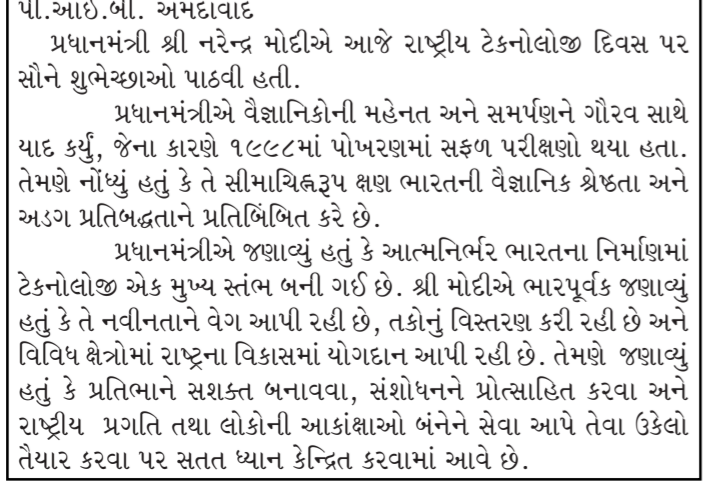 પી.આઇ.બી. અમદાવાદ
પ્રધાનમંત્રી શ્રી નરેન્દ્ર મોદીએ આજે રાષ્ટ્રીય ટેકનોલોજી દિવસ પર
સૌને શુભેચ્છાઓ પાઠવી હતી.
પ્રધાનમંત્રીએ વૈજ્ઞાનિકોની મહેનત અને સમર્પણને ગૌરવ સાથે
યાદ કર્યું, જેના કારણે ૧૯૯૮માં પોખરણમાં સફળ પરીક્ષણો થયા હતા.
તેમણે નોંધ્યું હતું કે તે સીમાચિહ્નરૂપ ક્ષણ ભારતની વૈજ્ઞાનિક શ્રેષ્ઠતા અને
અડગ પ્રતિબદ્ધતાને પ્રતિબિંબિત કરે છે.
પ્રધાનમંત્રીએ જણાવ્યું હતું કે આત્મનિર્ભર ભારતના નિર્માણમાં
ટેકનોલોજી એક મુખ્ય સ્તંભ બની ગઈ છે. શ્રી મોદીએ ભારપૂર્વક જણાવ્યું
હતું કે તે નવીનતાને વેગ આપી રહી છે, તકોનું વિસ્તરણ કરી રહી છે અને
વિવિધ ક્ષેત્રોમાં રાષ્ટ્રના વિકાસમાં યોગદાન આપી રહી છે. તેમણે જણાવ્યું
હતું કે પ્રતિભાને સશક્ત બનાવવા, સંશોધનને પ્રોત્સાહિત કરવા અને
રાષ્ટ્રીય પ્રગતિ તથા લોકોની આકાંક્ષાઓ બંનેને સેવા આપે તેવા ઉકેલો
તૈયાર કરવા પર સતત ધ્યાન કેન્દ્રિત કરવામાં આવે છે.